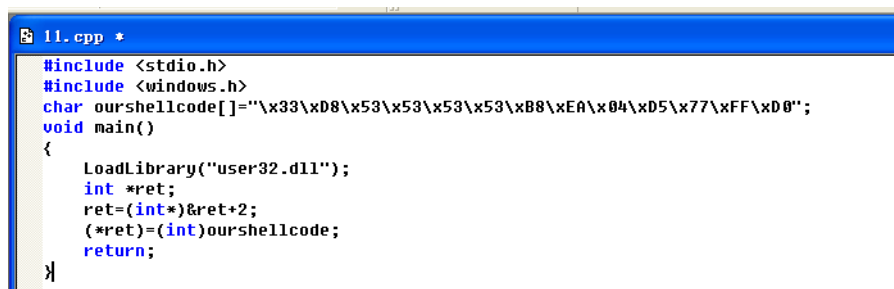 11.cpp *
#include <stdio.h>
#include <windows.h>
char ourshellcode[]="\x33\xD8\x53\x53\x53\x53\xB8\xEA\x04\xD5\x77\xFF\xD0";
void main()
{
LoadLibrary("user32.dll");
int *ret;
ret=(int*)&ret+2;
(*ret)=(int)ourshellcode;
return;
}